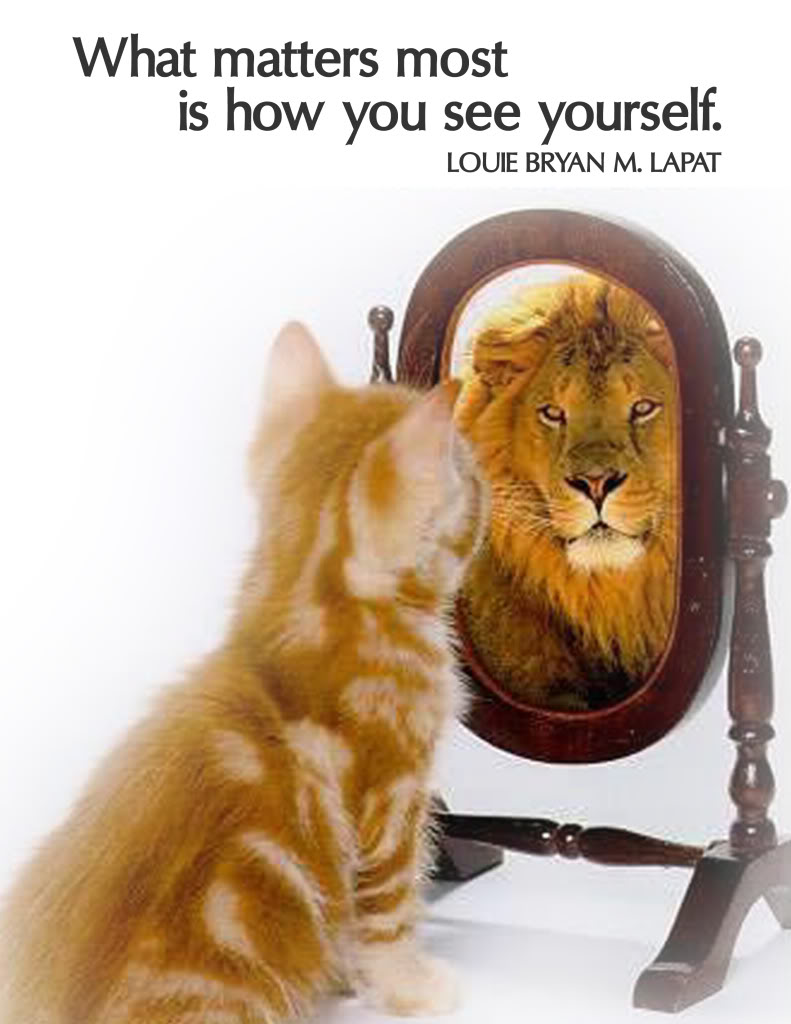 What matters most
is how you see yourself.
LOUIE BRYAN M. LAPAT